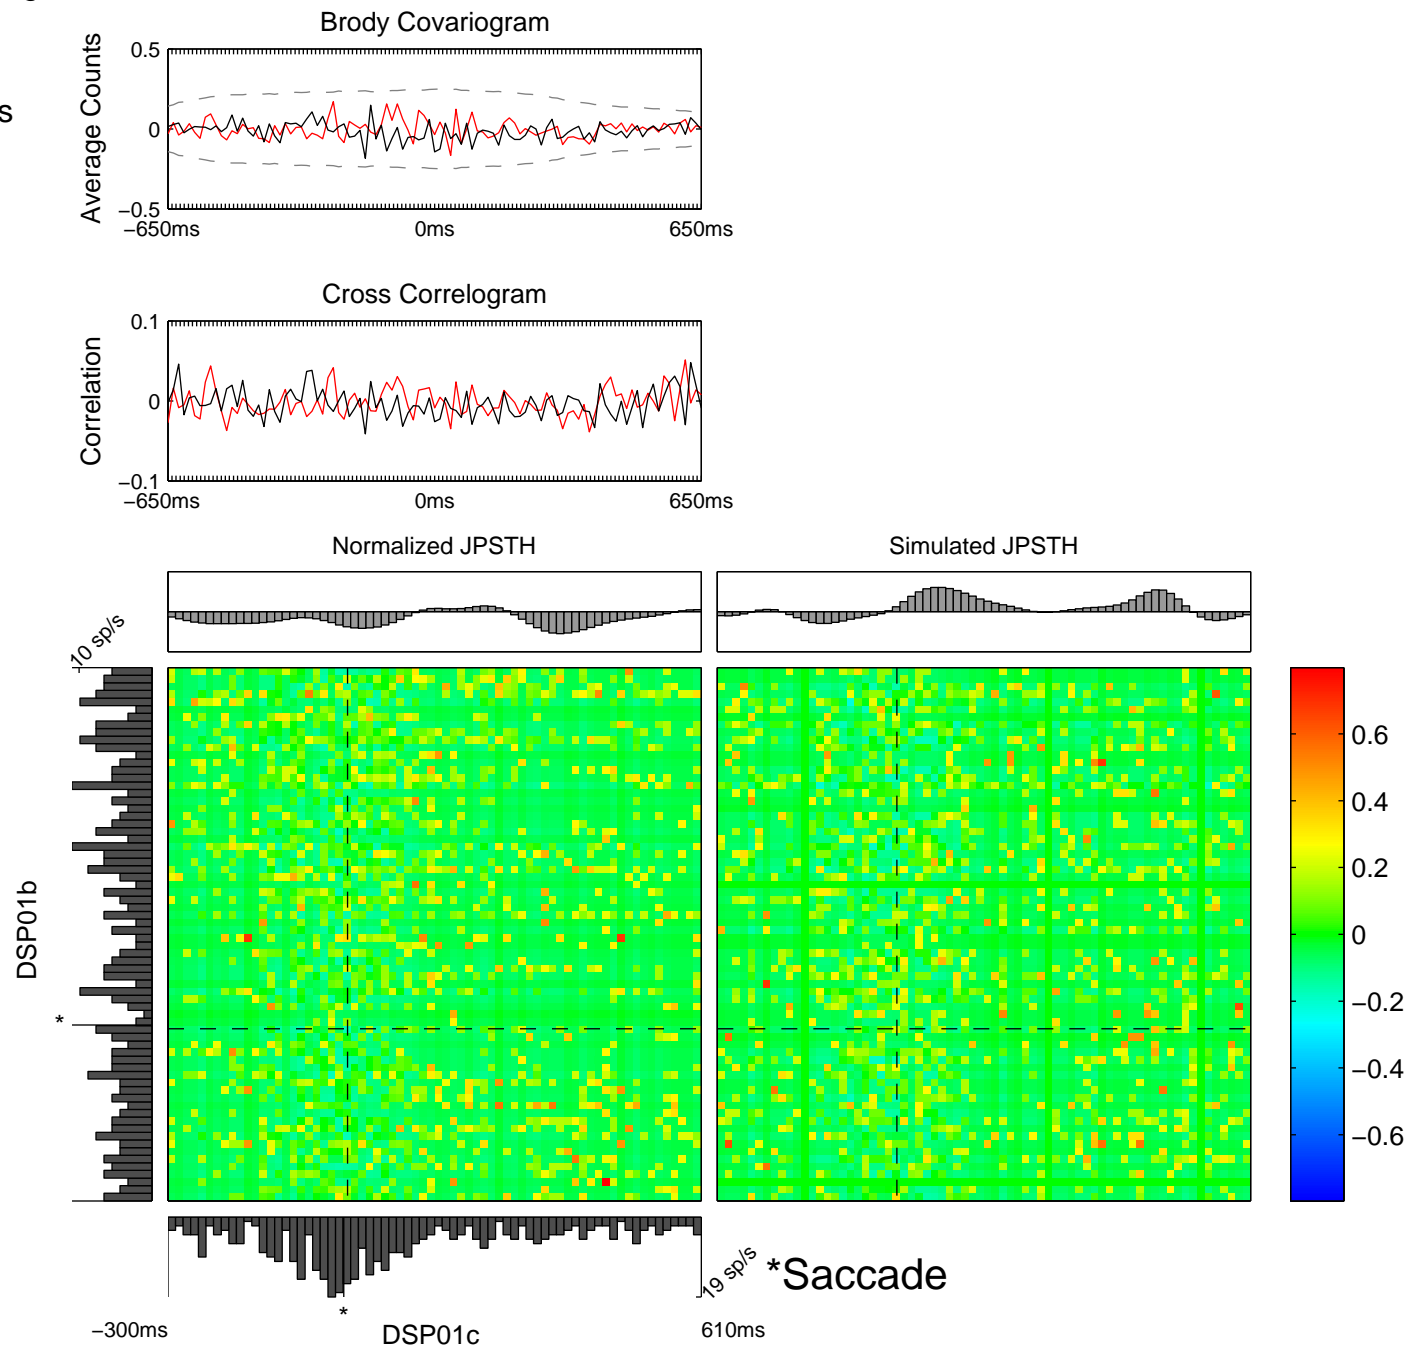 Brody Covariogram
Average Counts
0.5
0
−0.5
−650ms
0ms
650ms
s
Cross Correlogram
Correlation
0.1
0
−0.1
−650ms
0ms
650ms
Normalized JPSTH
Simulated JPSTH
10 sp/s
DSP01b
*
0.6
0.4
0.2
0
−0.2
−0.4
−0.6
19 sp/s
*Saccade
*
−300ms
DSP01c
610ms